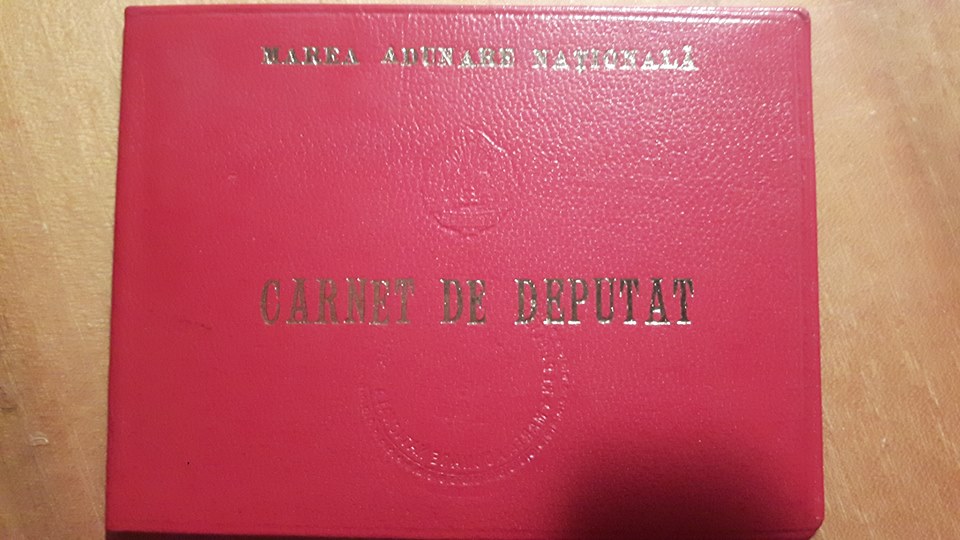 MAREA ADUNARE NAȚIONALĂ
CARNET DE DEPUTAT